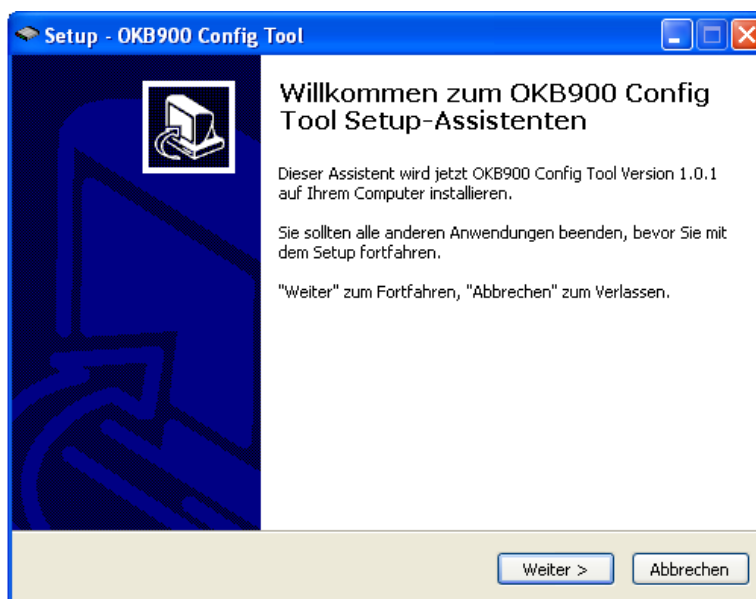 Setup - OKB900 Config Tool
Willkommen zum OKB900 Config
Tool Setup-Assistenten
Dieser Assistent wird jetzt OKB900 Config Tool Version 1.0.1
auf Ihrem Computer installieren.
Sie sollten alle anderen Anwendungen beenden, bevor Sie mit
dem Setup fortfahren.
"Weiter" zum Fortfahren, "Abbrechen" zum Verlassen.
Weiter >
Abbrechen